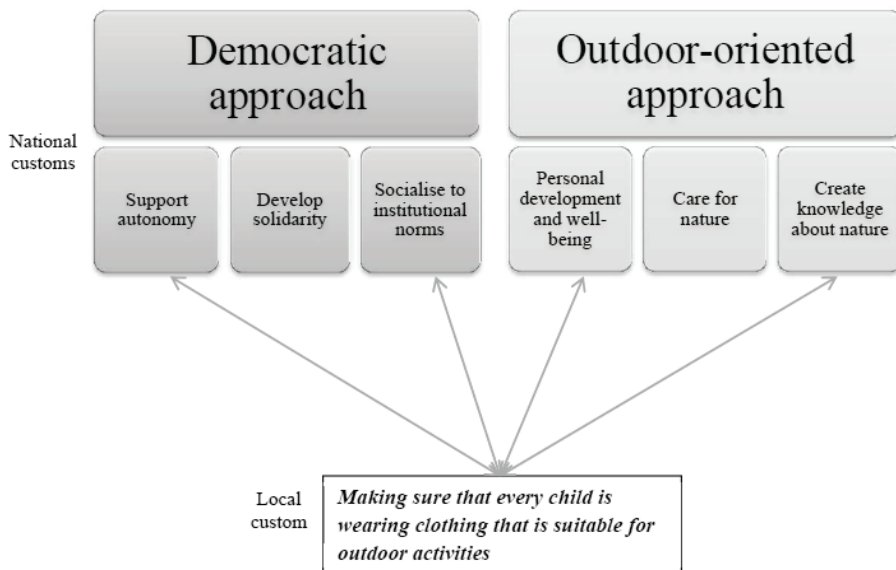 Democratic
approach
Outdoor-oriented
approach
National
customs
Support
autonomy
Develop
solidarity
Socialise to
institutional
norms
Personal
development
and well-
being
Care for
nature
Create
knowledge
about nature
Local
custom
Making sure that every child is
wearing clothing that is suitable for
outdoor activities